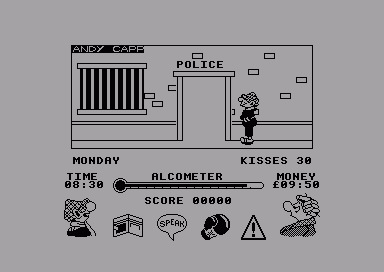 ANDY CAPP
POLICE
MONDAY KISSES 30
TIME ALCOMETER MONEY
08:30 £09:50
SCORE 00000
SPEAK